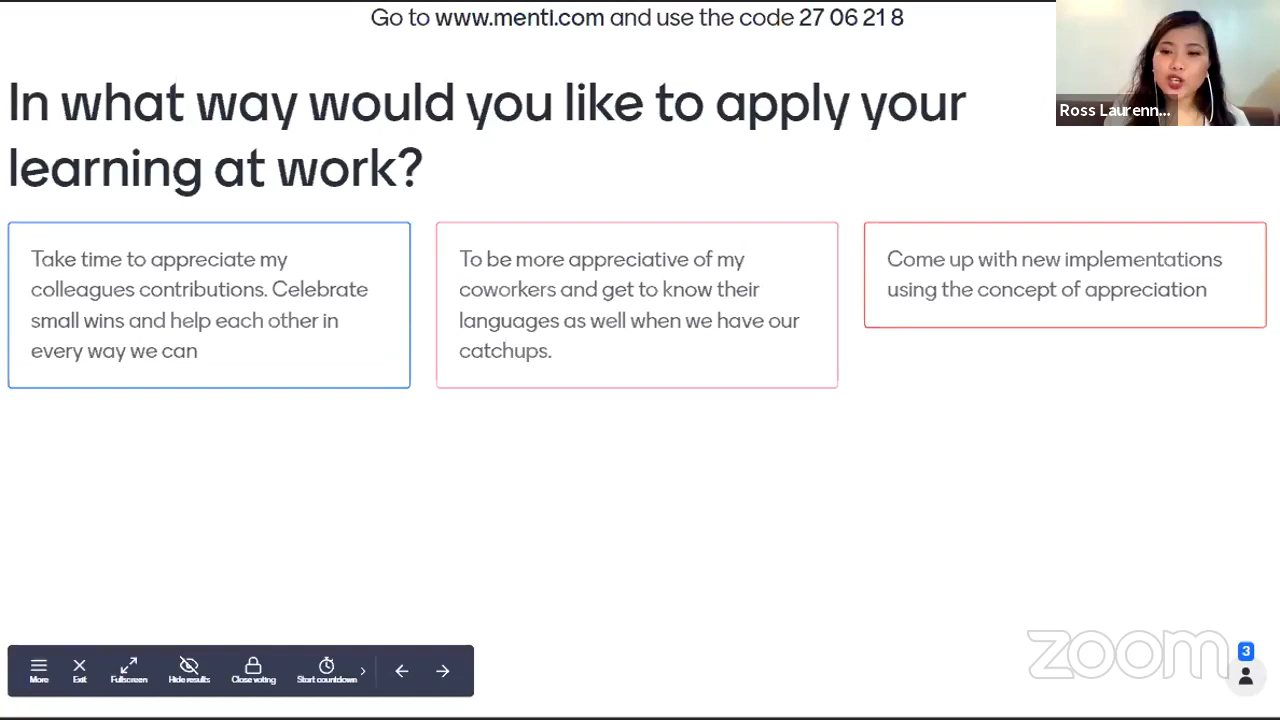 Go to www.menti.com and use the code 27 06 21 8
In what way would you like to apply your
learning at work?
Ross Laurenn...
Take time to appreciate my
colleagues contributions. Celebrate
small wins and help each other in
every way we can
To be more appreciative of my
coworkers and get to know their
languages as well when we have our
catchups.
Come up with new implementations
using the concept of appreciation
More
Exit
Fullscreen
Hide results
Close voting
Start countdown
zoom
3